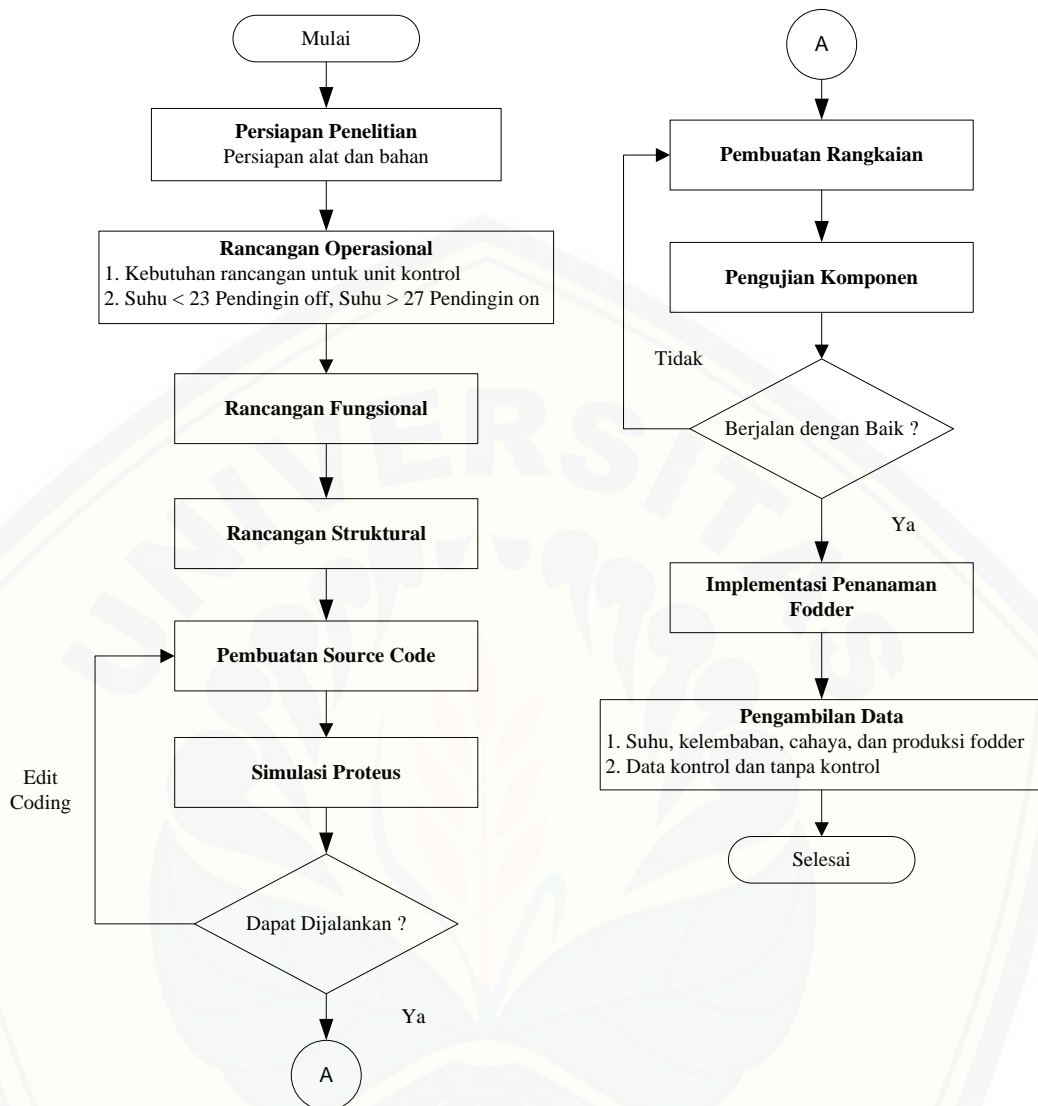 Mulai
Persiapan Penelitian
Persiapan alat dan bahan
Rancangan Operasional
1. Kebutuhan rancangan untuk unit kontrol
2. Suhu < 23 Pendingin off, Suhu > 27 Pendingin on
Rancangan Fungsional
Rancangan Struktural
Pembuatan Source Code
Simulasi Proteus
Edit
Coding
Dapat Dijalankan ?
Ya
A
A
Pembuatan Rangkaian
Pengujian Komponen
Tidak
Berjalan dengan Baik ?
Ya
Implementasi Penanaman
Fodder
Pengambilan Data
1. Suhu, kelembaban, cahaya, dan produksi fodder
2. Data kontrol dan tanpa kontrol
Selesai
UNIVERSITAS